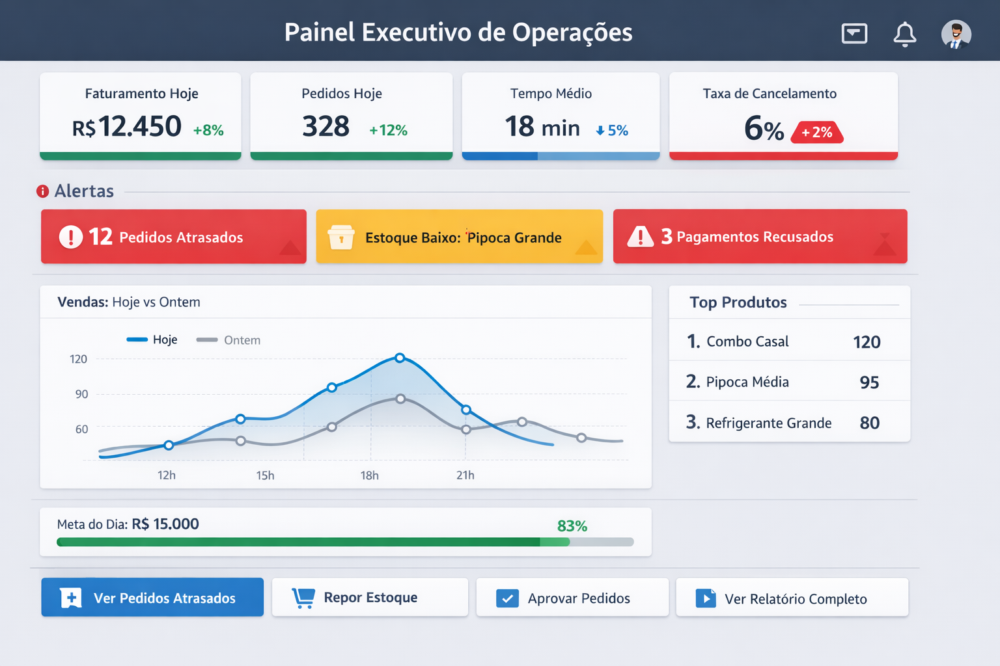 Painel Executivo de Operações
Faturamento Hoje
R$ 12.450 +8%
Pedidos Hoje
328 +12%
Tempo Médio
18 min 5%
Taxa de Cancelamento
6% +2%
Alertas
12 Pedidos Atrasados
Estoque Baixo: Pipoca Grande
3 Pagamentos Recusados
Vendas: Hoje vs Ontem
Hoje Ontem
120
90
60
12h 15h 18h 21h
Top Produtos
1. Combo Casal 120
2. Pipoca Média 95
3. Refrigerante Grande 80
Meta do Dia: R$ 15.000 83%
Ver Pedidos Atrasados
Repor Estoque
Aprovar Pedidos
Ver Relatório Completo